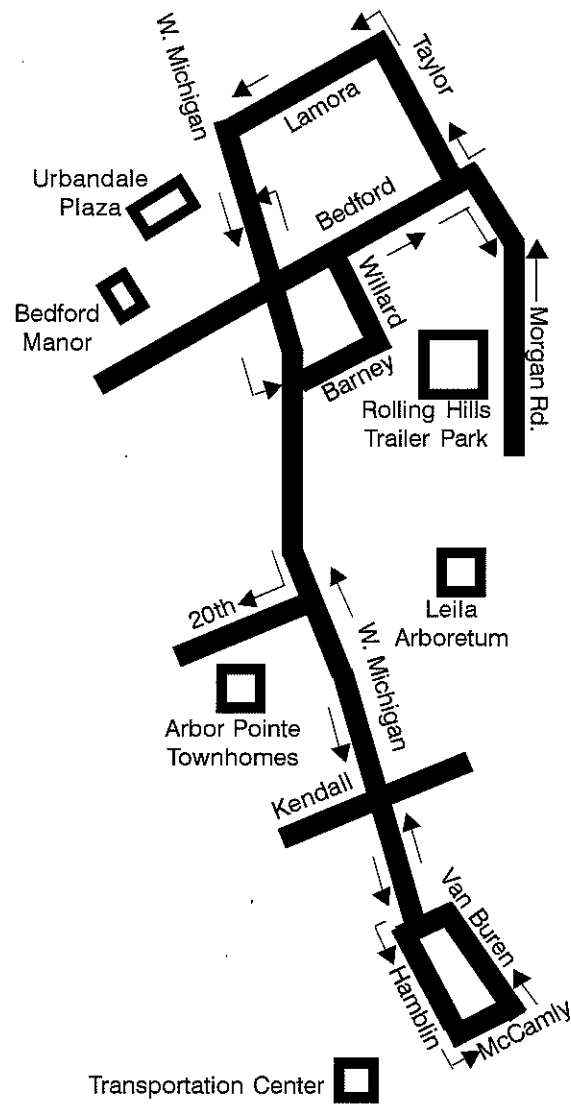 W. Michigan
Taylor
Lamora
Urbandale
Plaza
Bedford
Willard
Bedford
Manor
Barney
Morgan Rd.
Rolling Hills
Trailer Park
20th
Leila
Arboretum
W. Michigan
Arbor Pointe
Townhomes
Kendall
Van Buren
Hamblin
McCamly
Transportation Center